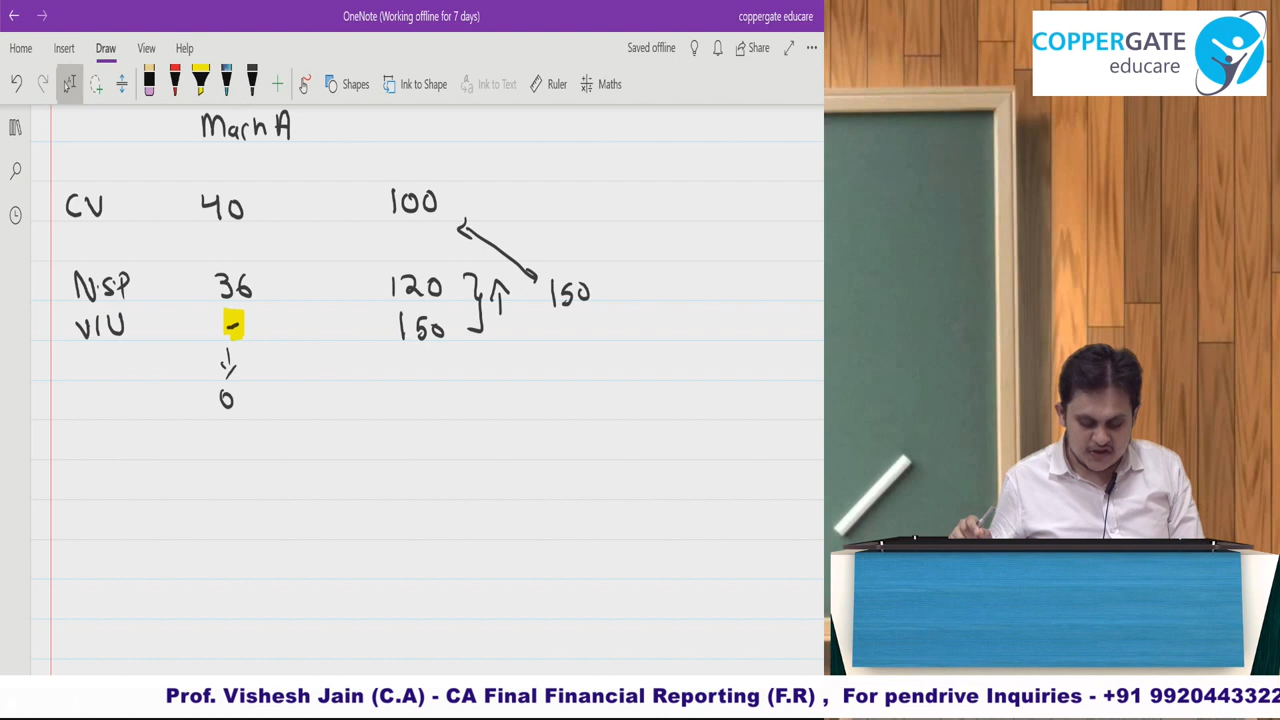 OneNote (Working offline for 7 days)
coppergate educare
Home Insert Draw View Help
Saved offline Share
Shapes Ink to Shape Ink to Text Ruler Maths
COPPERGATE
educare
Mach A
CV 40 100
N.S.P 36 120 150
VIU - 150
0
Prof. Vishesh Jain (C.A) - CA Final Financial Reporting (F.R) , For pendrive Inquiries - +91 9920443322